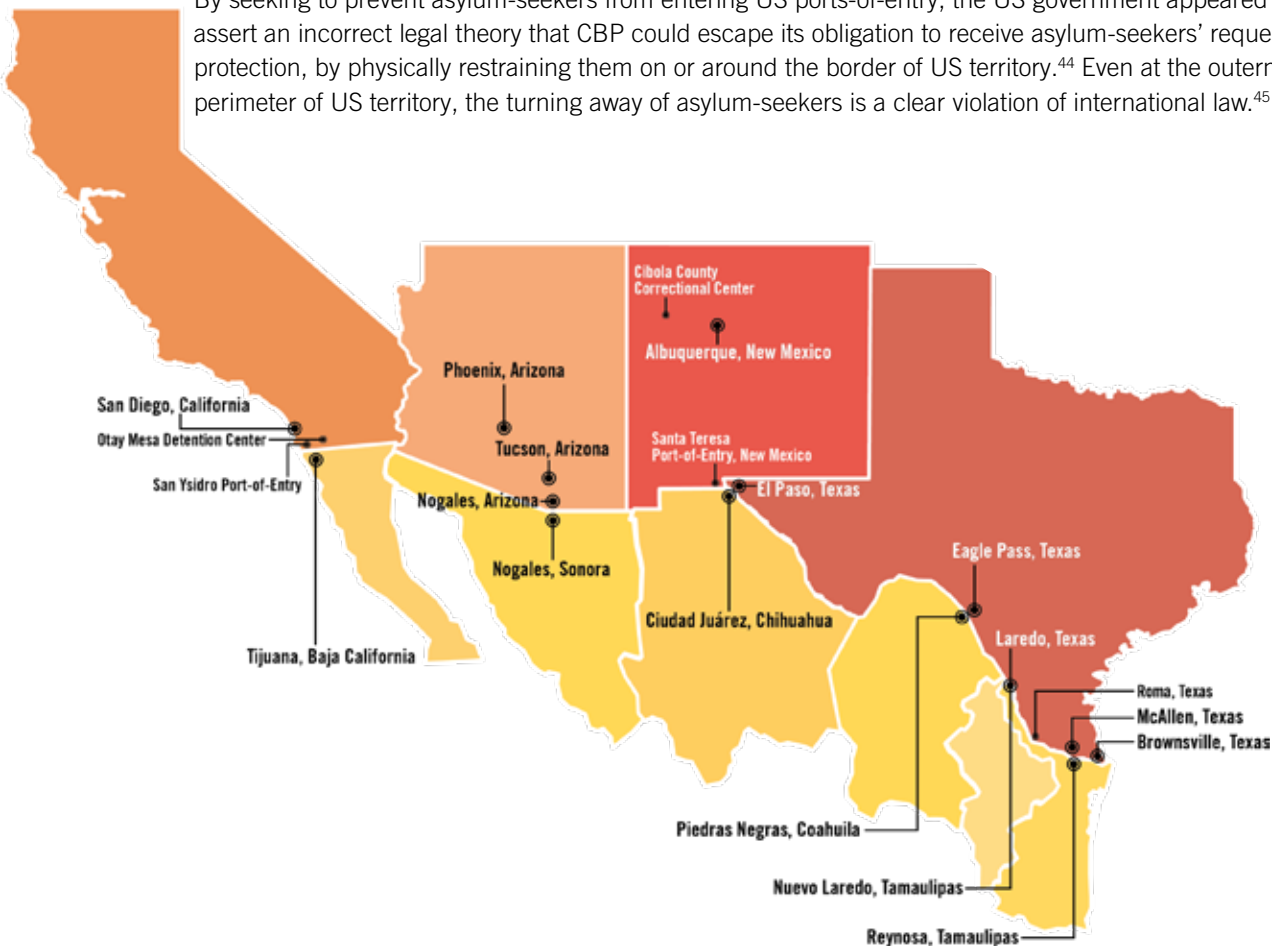 By seeking to prevent asylum-seekers from entering US ports-of-entry, the US government appeared
assert an incorrect legal theory that CBP could escape its obligation to receive asylum-seekers' reque
protection, by physically restraining them on or around the border of US territory.44 Even at the outern
perimeter of US territory, the turning away of asylum-seekers is a clear violation of international law.45
Cibola County
Correctional Center
Albuquerque, New Mexico
Phoenix, Arizona
San Diego, California
Otay Mesa Detention Center
Tucson, Arizona
Santa Teresa
Port-of-Entry, New Mexico
San Ysidro Port-of-Entry
Nogales, Arizona
El Paso, Texas
Nogales, Sonora
Eagle Pass, Texas
Ciudad Juárez, Chihuahua
Laredo, Texas
Tijuana, Baja California
Roma, Texas
McAllen, Texas
Brownsville, Texas
Piedras Negras, Coahuila
Nuevo Laredo, Tamaulipas
Reynosa, Tamaulipas